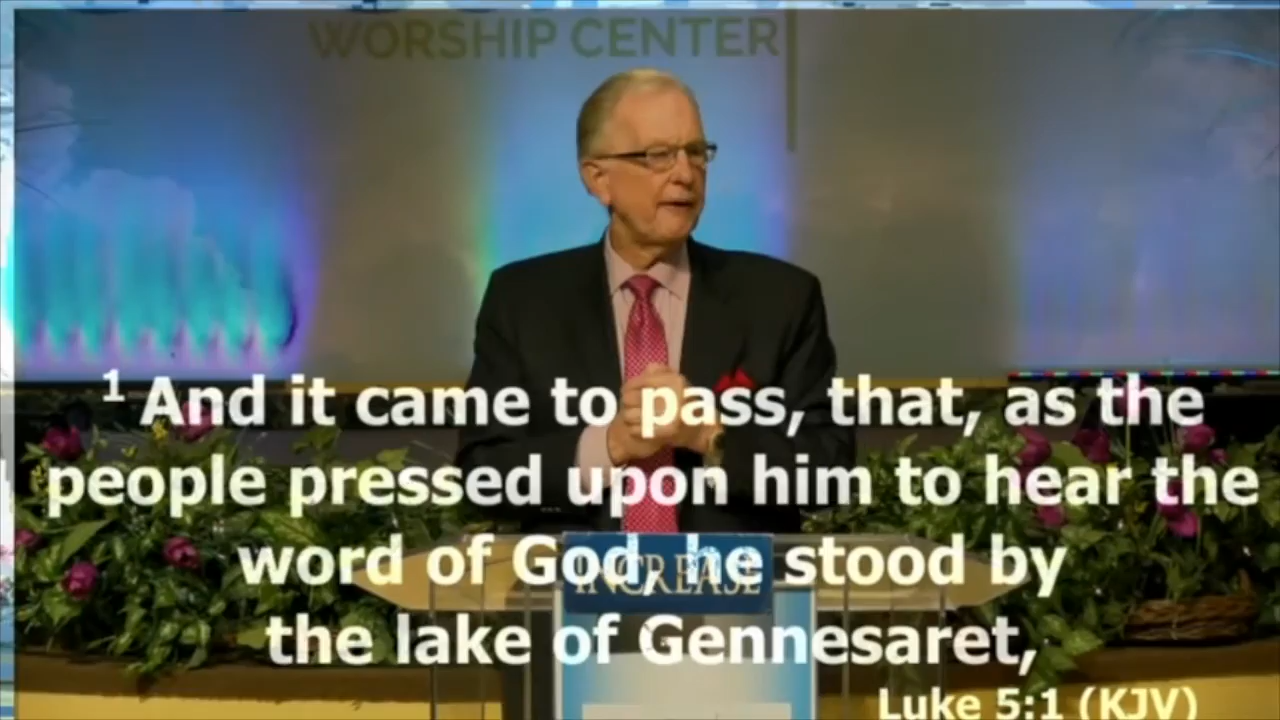 WORSHIP CENTER
1 And it came to pass, that, as the
people pressed upon him to hear the
word of God, he stood by
INCREASE
the lake of Gennesaret,
Luke 5:1 (KJV)